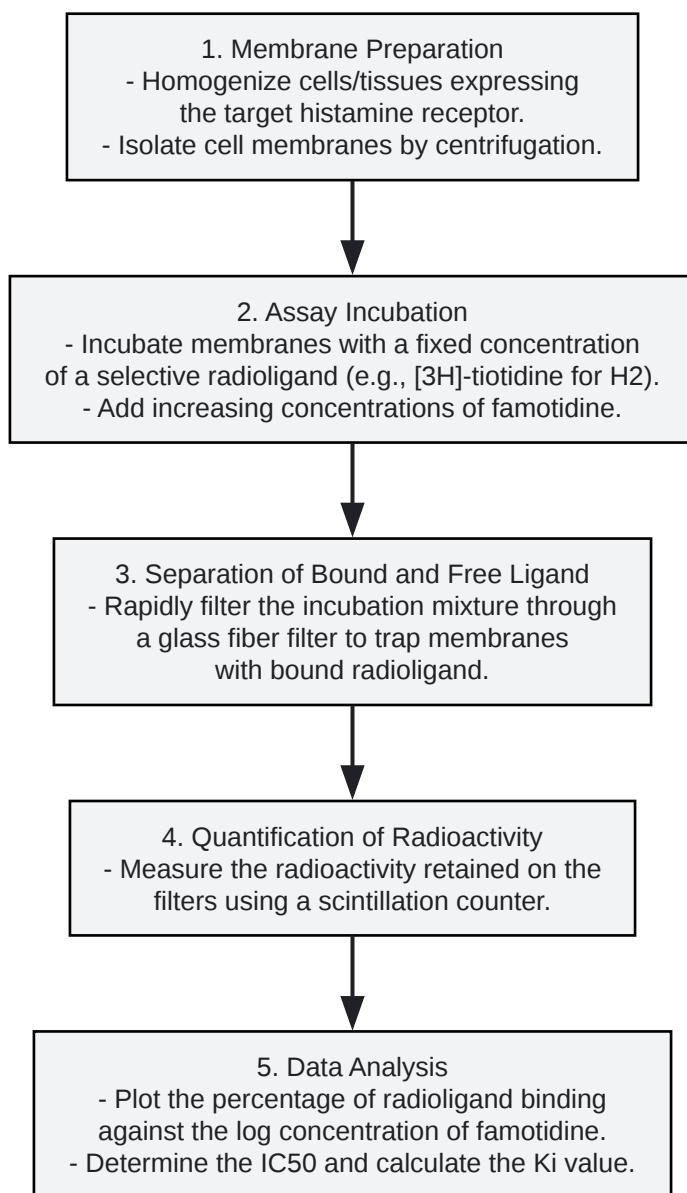 1. Membrane Preparation
- Homogenize cells/tissues expressing
the target histamine receptor.
- Isolate cell membranes by centrifugation.
2. Assay Incubation
- Incubate membranes with a fixed concentration
of a selective radioligand (e.g., [3H]-tiotidine for H2).
- Add increasing concentrations of famotidine.
3. Separation of Bound and Free Ligand
- Rapidly filter the incubation mixture through
a glass fiber filter to trap membranes
with bound radioligand.
4. Quantification of Radioactivity
- Measure the radioactivity retained on the
filters using a scintillation counter.
5. Data Analysis
- Plot the percentage of radioligand binding
against the log concentration of famotidine.
- Determine the IC50 and calculate the Ki value.